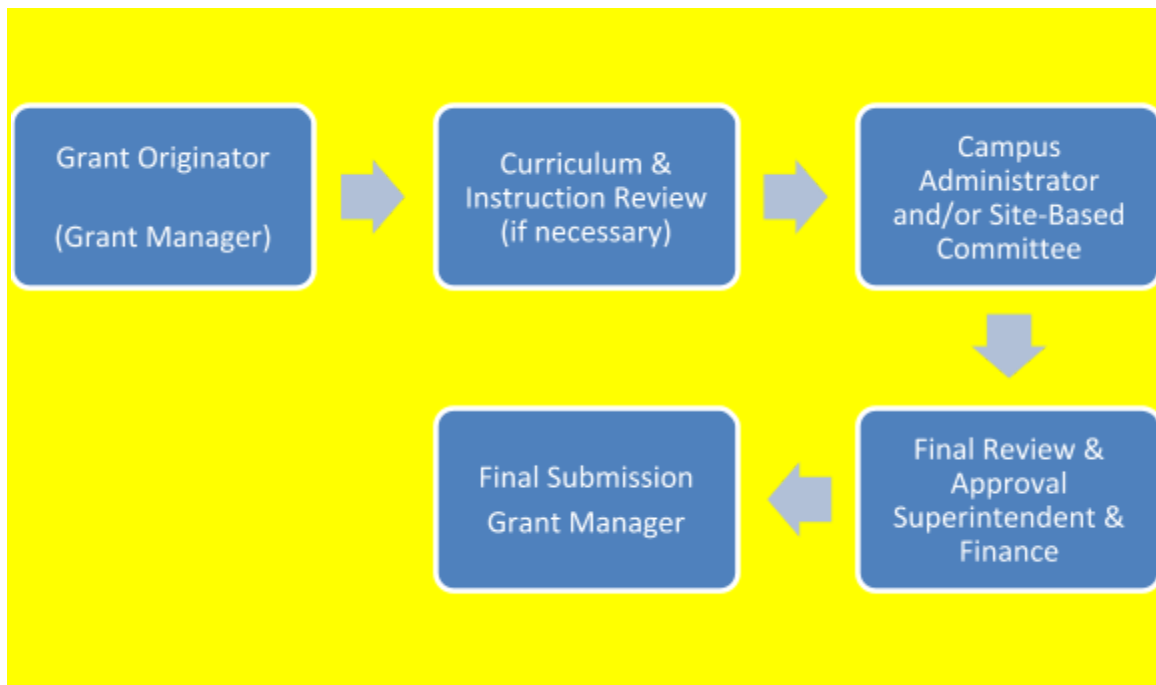 Grant Originator
(Grant Manager)
Curriculum &
Instruction Review
(if necessary)
Campus
Administrator
and/or Site-Based
Committee
Final Review &
Approval
Superintendent &
Finance
Final Submission
Grant Manager